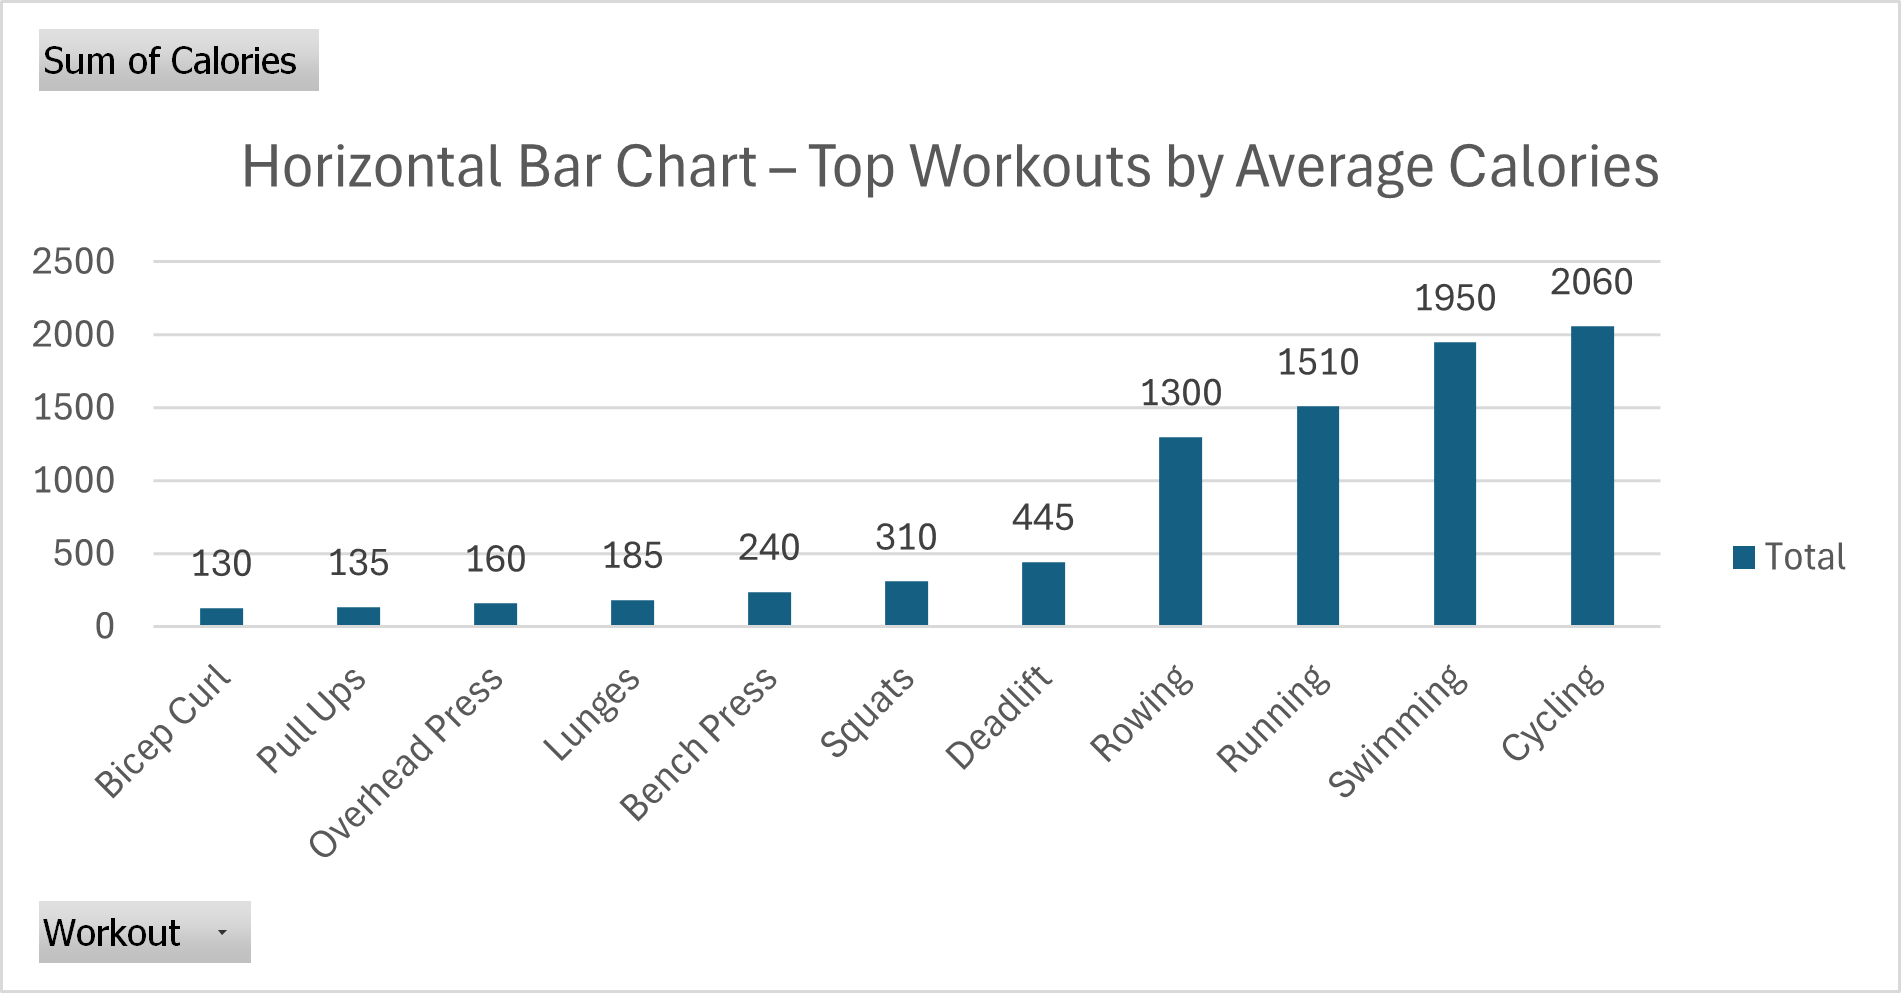 Sum of Calories
Horizontal Bar Chart – Top Workouts by Average Calories
2500
2000
1500
1000
500
0
130
135
160
185
240
310
445
1300
1510
1950
2060
Bicep Curl
Pull Ups
Overhead Press
Lunges
Bench Press
Squats
Deadlift
Rowing
Running
Swimming
Cycling
Total
Workout